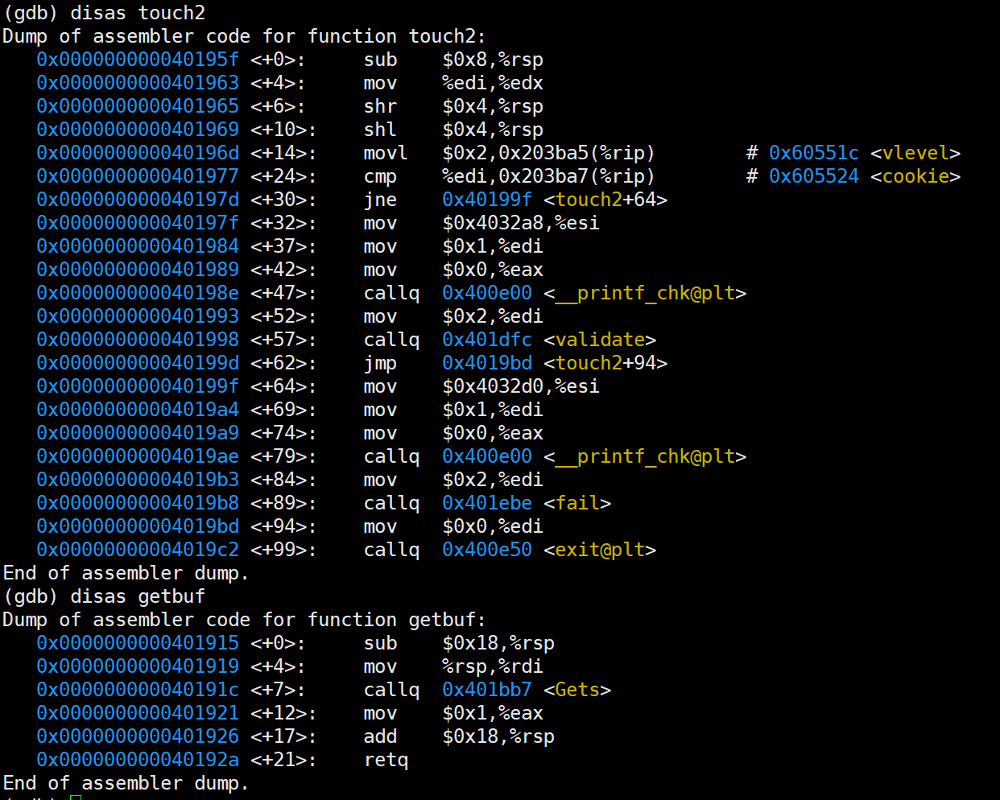 (gdb) disas touch2
Dump of assembler code for function touch2:
   0x000000000040195f <+0>:     sub    $0x8,%rsp
   0x0000000000401963 <+4>:     mov    %edi,%edx
   0x0000000000401965 <+6>:     shr    $0x4,%rsp
   0x0000000000401969 <+10>:    shl    $0x4,%rsp
   0x000000000040196d <+14>:    movl   $0x2,0x203ba5(%rip)        # 0x60551c <vlevel>
   0x0000000000401977 <+24>:    cmp    %edi,0x203ba7(%rip)        # 0x605524 <cookie>
   0x000000000040197d <+30>:    jne    0x40199f <touch2+64>
   0x000000000040197f <+32>:    mov    $0x4032a8,%esi
   0x0000000000401984 <+37>:    mov    $0x1,%edi
   0x0000000000401989 <+42>:    mov    $0x0,%eax
   0x000000000040198e <+47>:    callq  0x400e00 <__printf_chk@plt>
   0x0000000000401993 <+52>:    mov    $0x2,%edi
   0x0000000000401998 <+57>:    callq  0x401dfc <validate>
   0x000000000040199d <+62>:    jmp    0x4019bd <touch2+94>
   0x000000000040199f <+64>:    mov    $0x4032d0,%esi
   0x00000000004019a4 <+69>:    mov    $0x1,%edi
   0x00000000004019a9 <+74>:    mov    $0x0,%eax
   0x00000000004019ae <+79>:    callq  0x400e00 <__printf_chk@plt>
   0x00000000004019b3 <+84>:    mov    $0x2,%edi
   0x00000000004019b8 <+89>:    callq  0x401ebe <fail>
   0x00000000004019bd <+94>:    mov    $0x0,%edi
   0x00000000004019c2 <+99>:    callq  0x400e50 <exit@plt>
End of assembler dump.
(gdb) disas getbuf
Dump of assembler code for function getbuf:
   0x0000000000401915 <+0>:     sub    $0x18,%rsp
   0x0000000000401919 <+4>:     mov    %rsp,%rdi
   0x000000000040191c <+7>:     callq  0x401bb7 <Gets>
   0x0000000000401921 <+12>:    mov    $0x1,%eax
   0x0000000000401926 <+17>:    add    $0x18,%rsp
   0x000000000040192a <+21>:    retq
End of assembler dump.